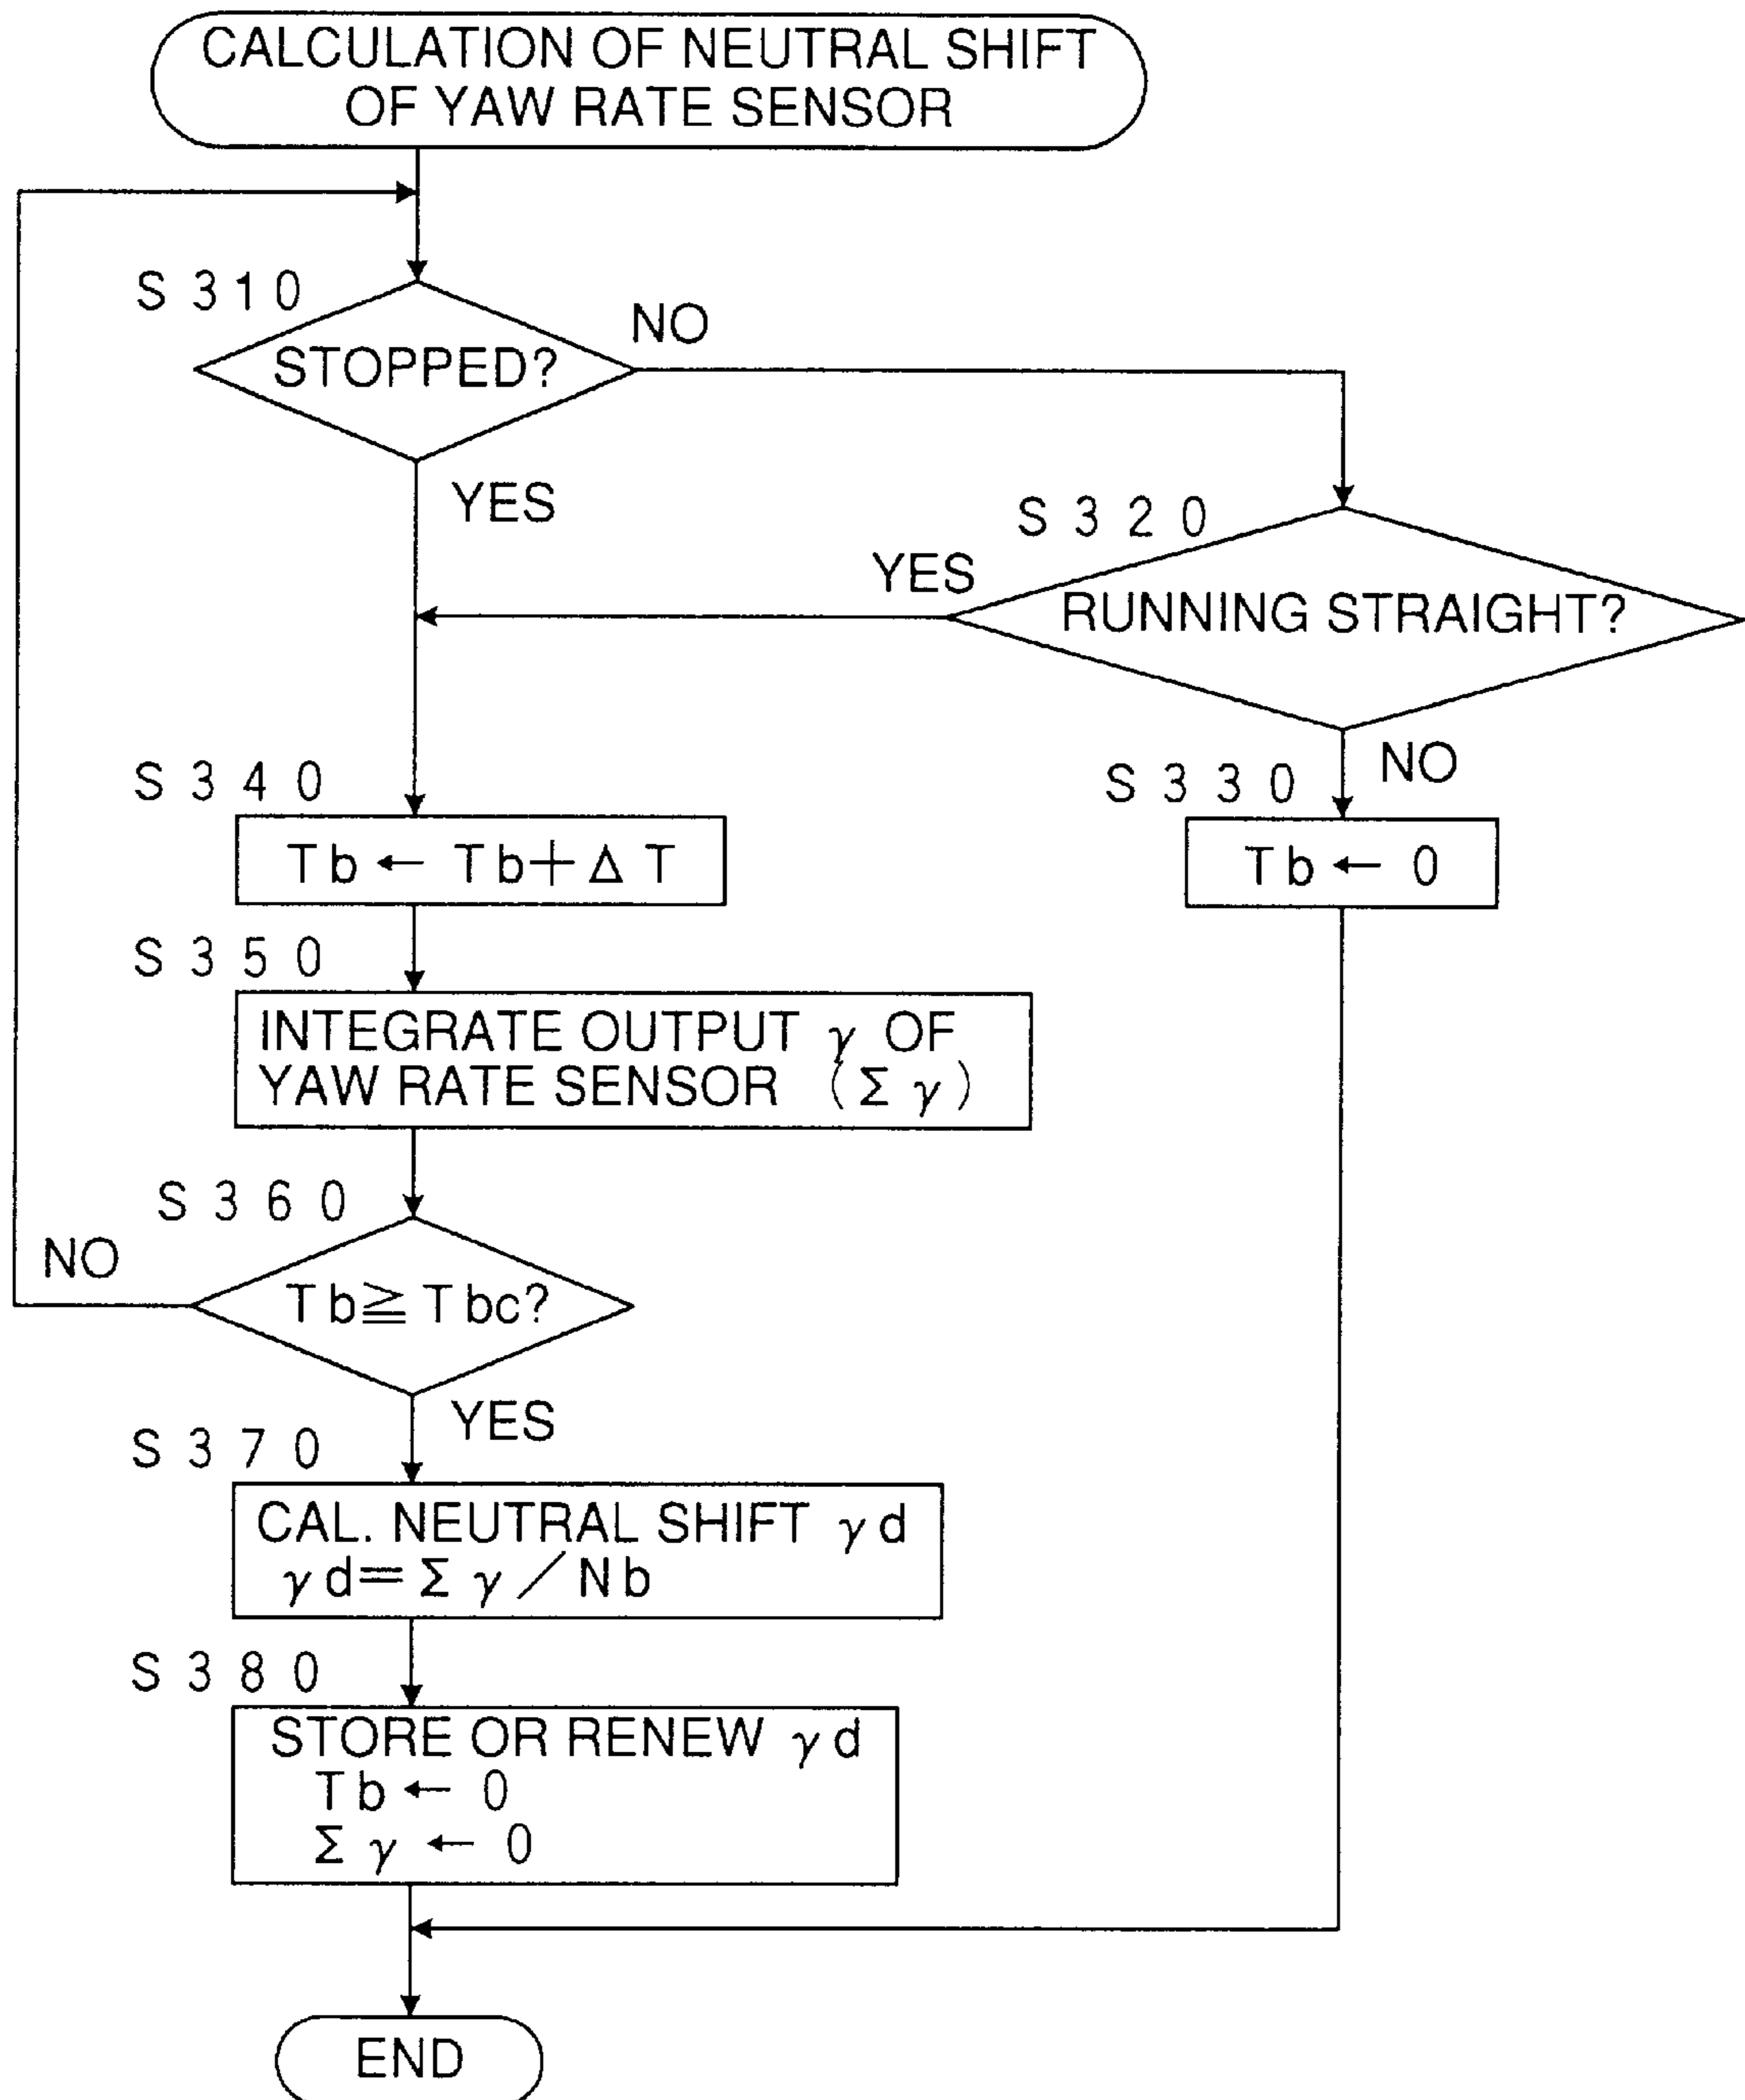 CALCULATION OF NEUTRAL SHIFT
OF YAW RATE SENSOR
S310
STOPPED?
NO
YES
S320
YES
RUNNING STRAIGHT?
NO
S330
Tb ← 0
S340
Tb ← Tb+ΔT
S350
INTEGRATE OUTPUT γ OF
YAW RATE SENSOR (Σγ)
S360
NO
Tb≧Tbc?
YES
S370
CAL. NEUTRAL SHIFT γd
γd=Σγ/Nb
S380
STORE OR RENEW γd
Tb ← 0
Σγ ← 0
END